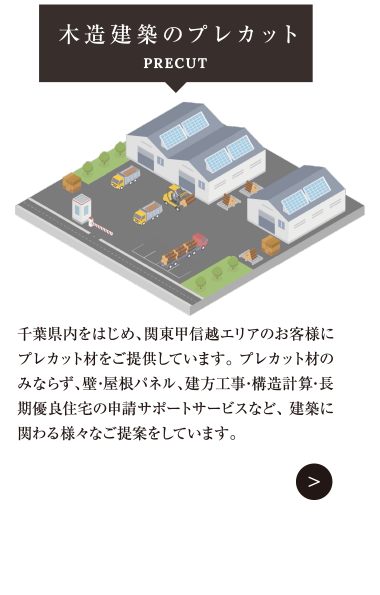 木造建築のプレカット
PRECUT
千葉県内をはじめ、関東甲信越エリアのお客様に
プレカット材をご提供しています。プレカット材の
みならず、壁・屋根パネル、建方工事・構造計算・長
期優良住宅の申請サポートサービスなど、建築に
関わる様々なご提案をしています。
>